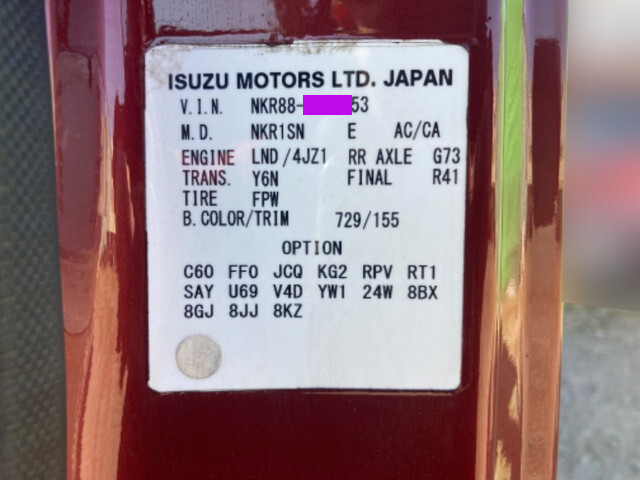 ISUZU MOTORS LTD. JAPAN
V.I.N. NKR88- 53
M.D. NKR1SN E AC/CA
ENGINE LND/4JZ1 RR AXLE G73
TRANS. Y6N FINAL R41
TIRE FPW
B.COLOR/TRIM 729/155
OPTION
C60 FF0 JCQ KG2 RPV RT1
SAY U69 V4D YW1 24W 8BX
8GJ 8JJ 8KZ